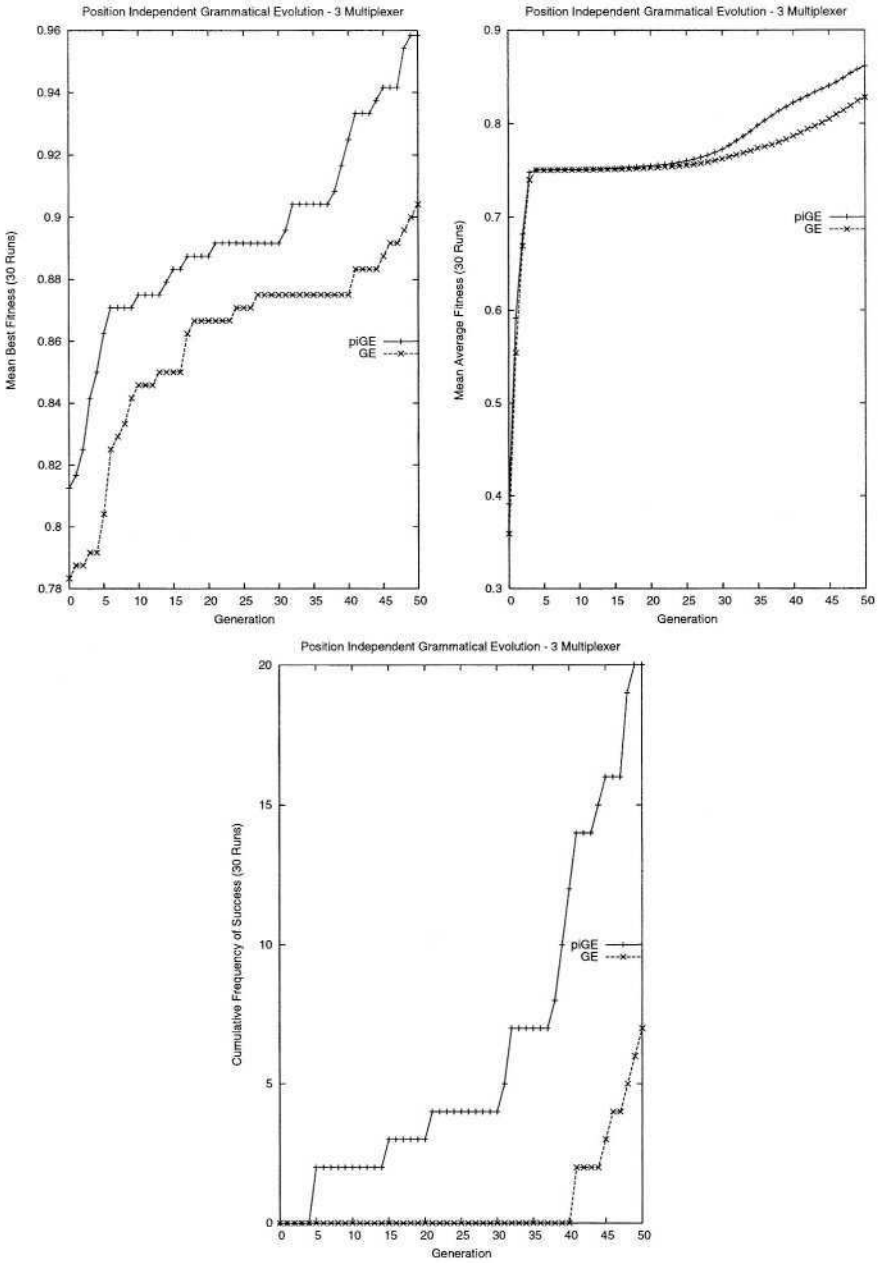 Position Independent Grammatical Evolution - 3 Multiplexer
0.96
0.94
0.92
0.9
0.88
0.86
0.84
0.82
0.8
0.78
Mean Best Fitness (30 Runs)
piGE
GE
0 5 10 15 20 25 30 35 40 45 50
Generation
Position Independent Grammatical Evolution - 3 Multiplexer
0.9
0.8
0.7
0.6
0.5
0.4
0.3
Mean Average Fitness (30 Runs)
piGE
GE
0 5 10 15 20 25 30 35 40 45 50
Generation
Position Independent Grammatical Evolution - 3 Multiplexer
20
15
10
5
0
Cumulative Frequency of Success (30 Runs)
piGE
GE
0 5 10 15 20 25 30 35 40 45 50
Generation